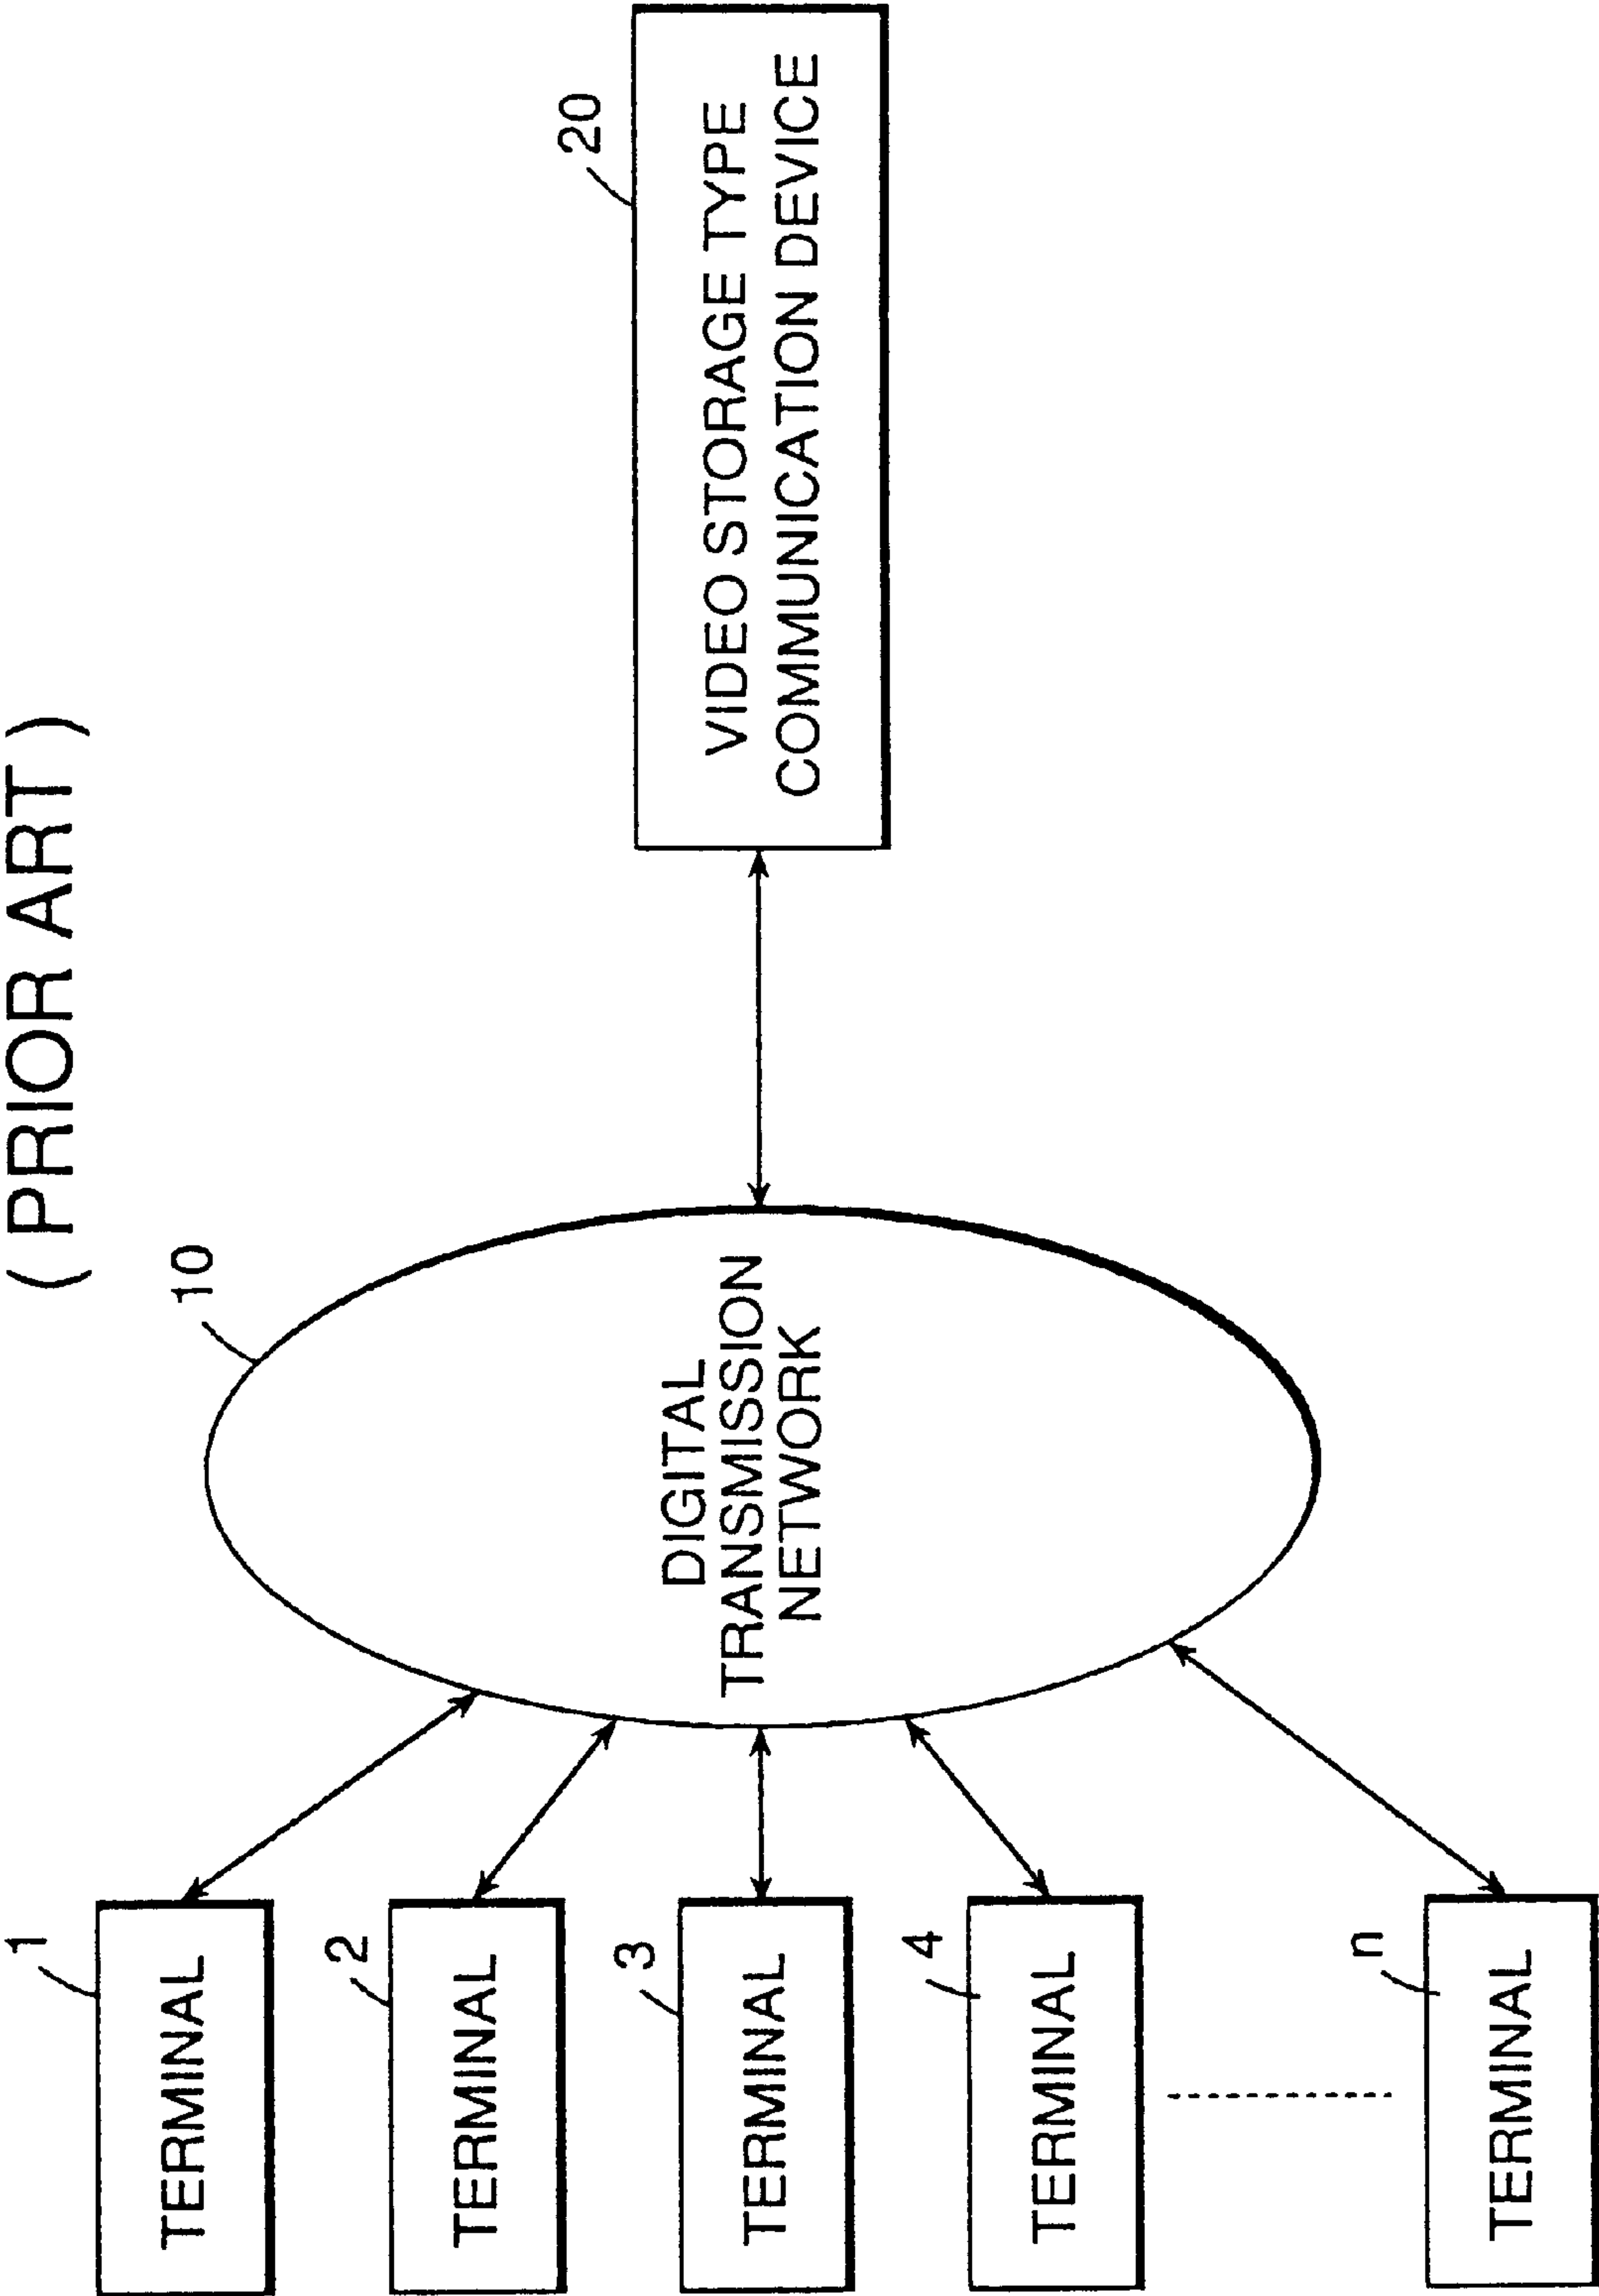 ( PRIOR ART )
1
TERMINAL
2
TERMINAL
3
TERMINAL
4
TERMINAL
n
TERMINAL
10
DIGITAL
TRANSMISSION
NETWORK
20
VIDEO STORAGE TYPE
COMMUNICATION DEVICE